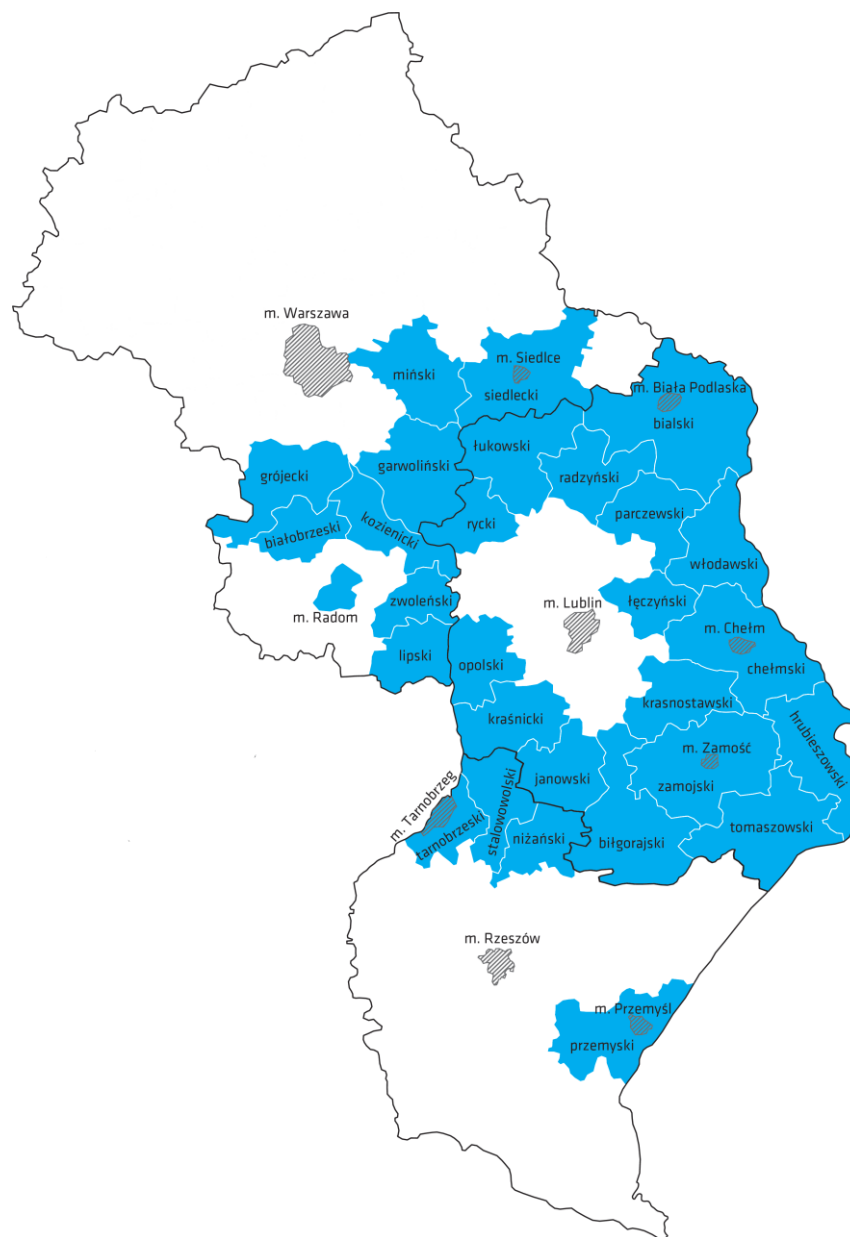 m. Warszawa
miński
m. Siedlce
siedlecki
m. Biała Podlaska
bialski
łukowski
garwoliński
grójecki
radzyński
parczewski
rycki
kozienicki
białobrzeski
włodawski
łęczyński
zwoleński
m. Lublin
m. Radom
m. Chełm
chełmski
lipski
opolski
krasnostawski
kraśnicki
hrubieszowski
m. Zamość
zamojski
janowski
m. Tarnobrzeg
stalowowolski
tarnobrzeski
niżański
biłgorajski
tomaszowski
m. Rzeszów
m. Przemyśl
przemyski